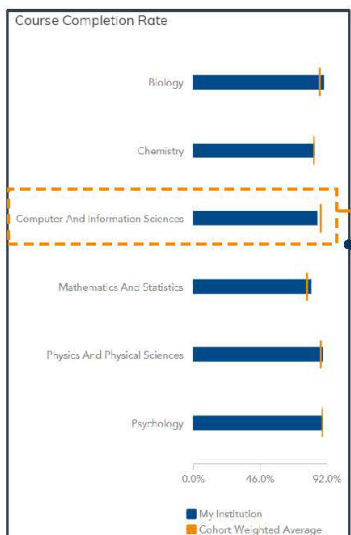 Course Completion Rate
Biology
Chemistry
Computer And Information Sciences
Mathematics And Statistics
Physics And Physical Sciences
Psychology
0.0% 46.0% 92.0%
My Institution
Cohort Weighted Average